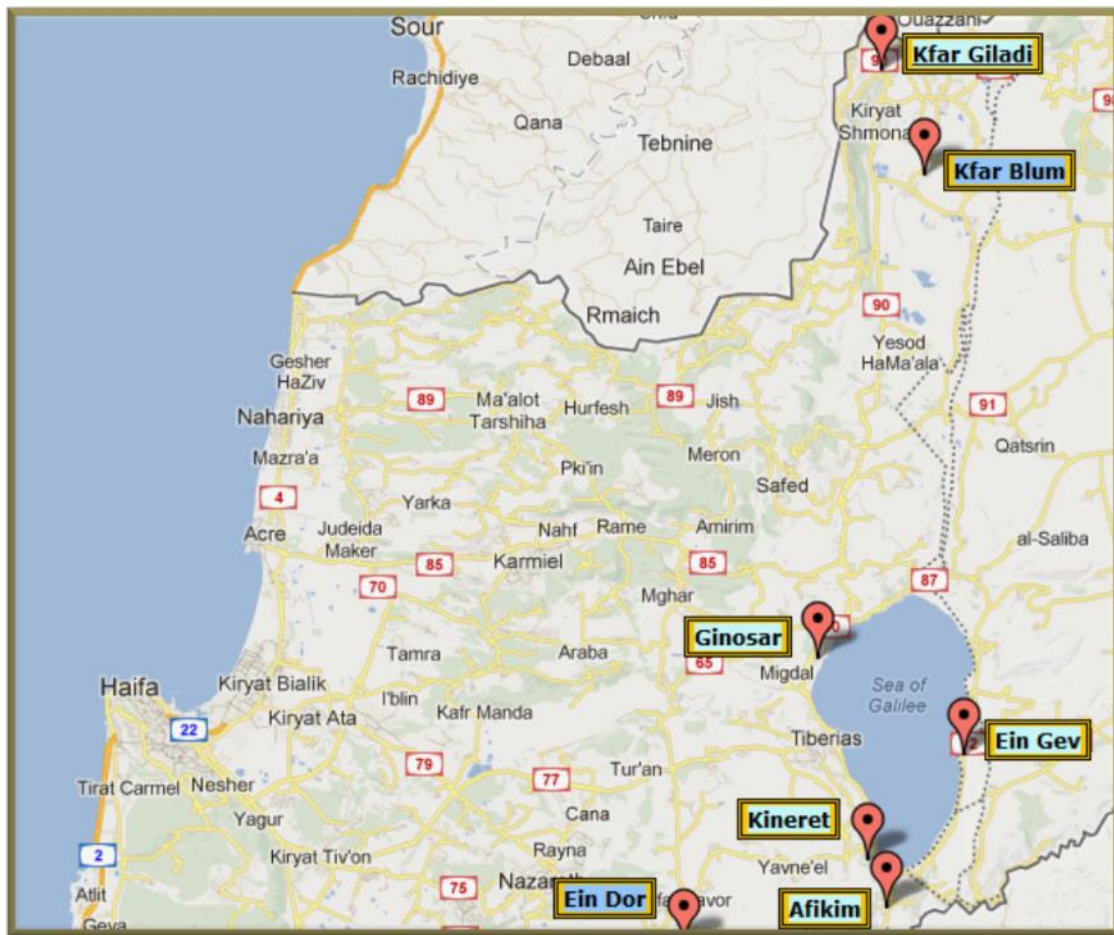 Sour
Rachidiye
Debaal
Qana
Tebnine
Taire
Ain Ebel
Rmaich
Kfar Giladi
Kiryat
Shmona
Kfar Blum
90
Yesod
HaMa'ala
91
Qatsrin
Gesher
HaZiv
Nahariya
Mazra'a
89
Ma'alot
Tarshiha
Hurfesh
89
Jish
Meron
Pki'in
Safed
4
Yarka
Acre
Judeida
Maker
Nahf
Rame
Amirim
al-Saliba
85
Karmiel
85
87
70
Mghar
Ginosar
Tamra
Araba
65
Migdal
Sea of
Galilee
Haifa
Kiryat Bialik
I'blin
Kafr Manda
22
Kiryat Ata
Tiberias
Ein Gev
79
77
Tur'an
Tirat Carmel
Nesher
Yagur
Cana
Kineret
2
Kiryat Tiv'on
Rayna
Yavne'el
Atlit
75
Ein Dor
Afikim
Geva